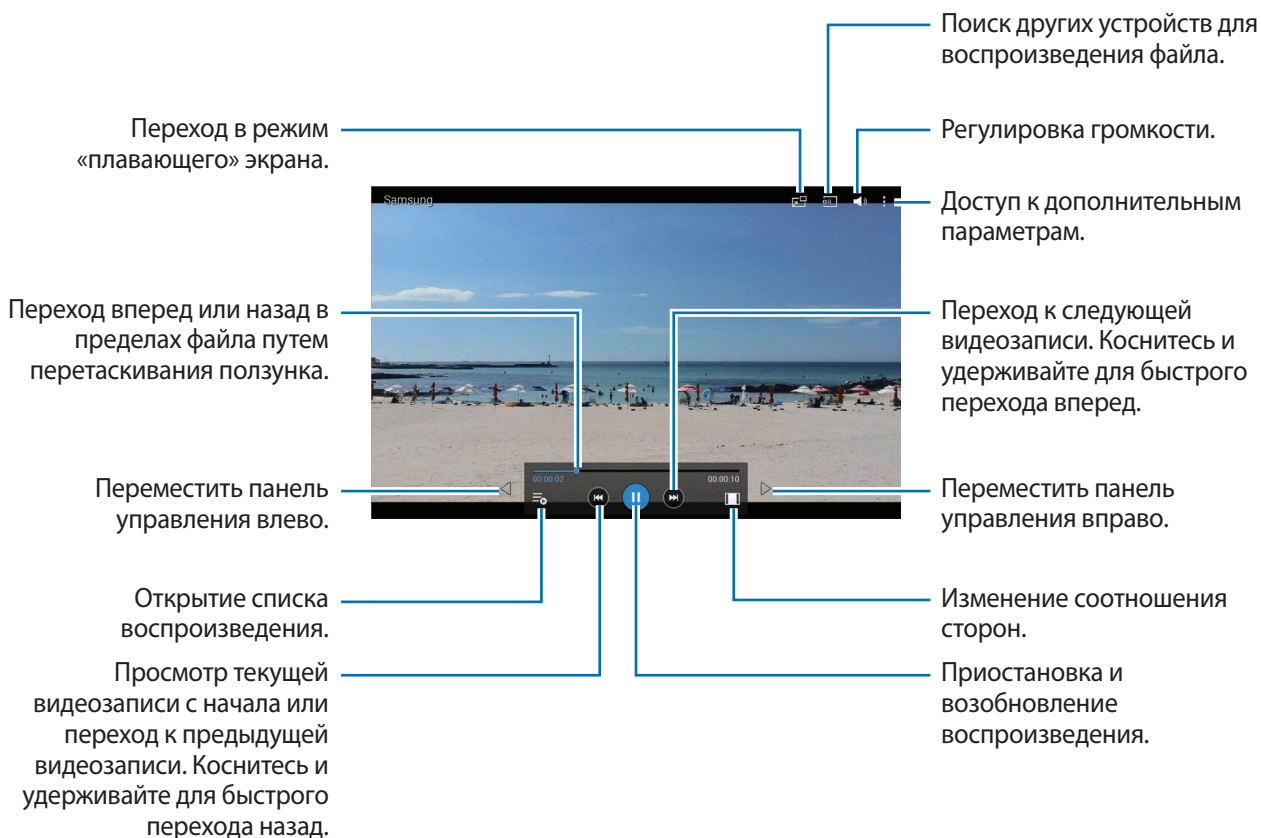 Поиск других устройств для
воспроизведения файла.
Переход в режим
«плавающего» экрана.
Регулировка громкости.
Samsung
Доступ к дополнительным
параметрам.
Переход вперед или назад в
пределах файла путем
перетаскивания ползунка.
Переход к следующей
видеозаписи. Коснитесь и
удерживайте для быстрого
перехода вперед.
00:00:02
00:00:10
Переместить панель
управления влево.
Переместить панель
управления вправо.
Открытие списка
воспроизведения.
Изменение соотношения
сторон.
Просмотр текущей
видеозаписи с начала или
переход к предыдущей
видеозаписи. Коснитесь и
удерживайте для быстрого
перехода назад.
Приостановка и
возобновление
воспроизведения.